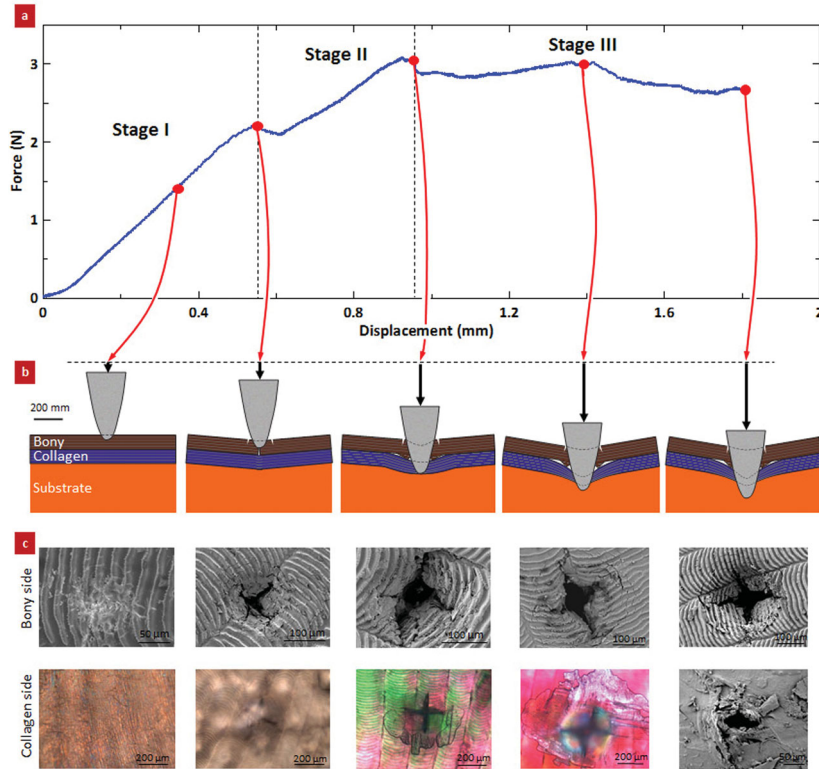 a
Stage I
Stage II
Stage III
Force (N)
3
2
1
0
0
0.4
0.8
1.2
1.6
2
Displacement (mm)
b
200 mm
Bony
Collagen
Substrate
c
Bony side
50 µm
100 µm
100 µm
100 µm
100 µm
Collagen side
200 µm
200 µm
200 µm
200 µm
50 µm